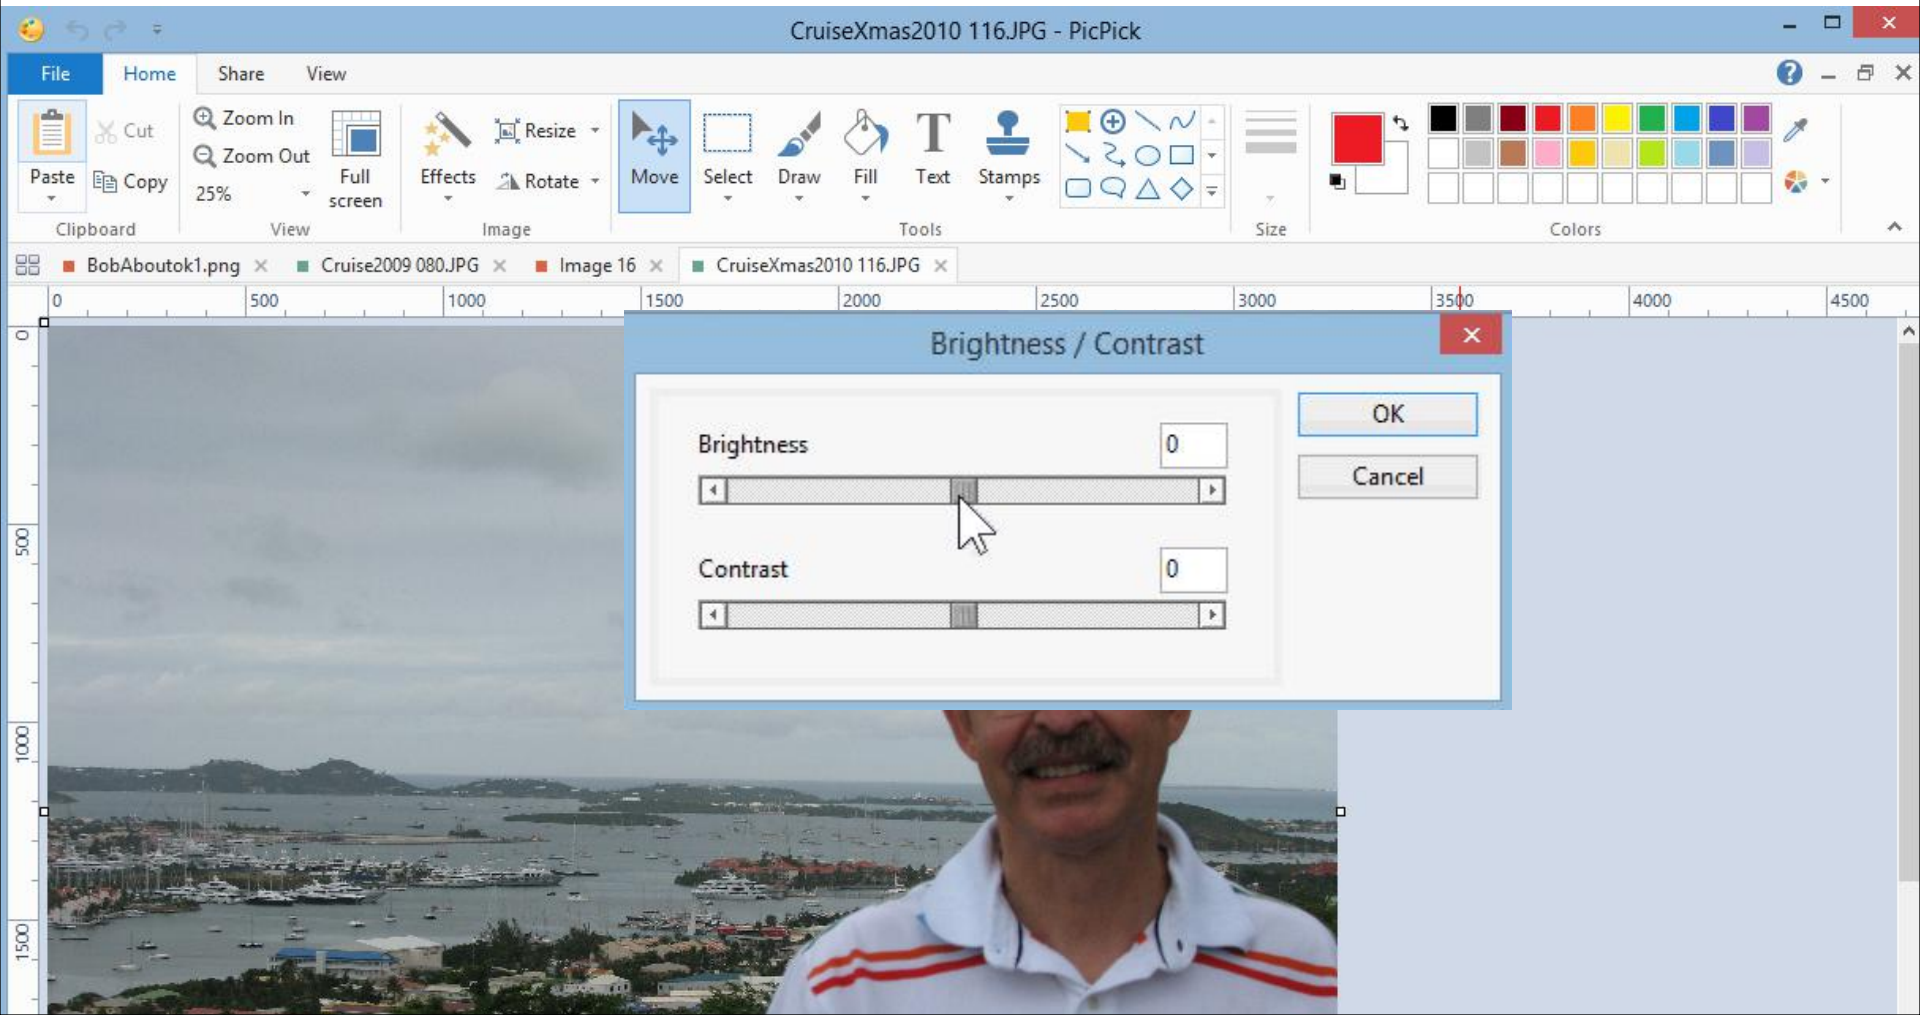 CruiseXmas2010 116.JPG - PicPick
File Home Share View
Paste
Cut
Copy
Clipboard
Zoom In
Zoom Out
25%
Full
screen
View
Effects
Resize
Rotate
Image
Move
Select
Draw
Fill
Text
Stamps
Tools
Size
Colors
BobAboutok1.png Cruise2009 080.JPG Image 16 CruiseXmas2010 116.JPG
0 500 1000 1500 2000 2500 3000 3500 4000 4500
0
500
1000
1500
Brightness / Contrast
Brightness 0
Contrast 0
OK
Cancel